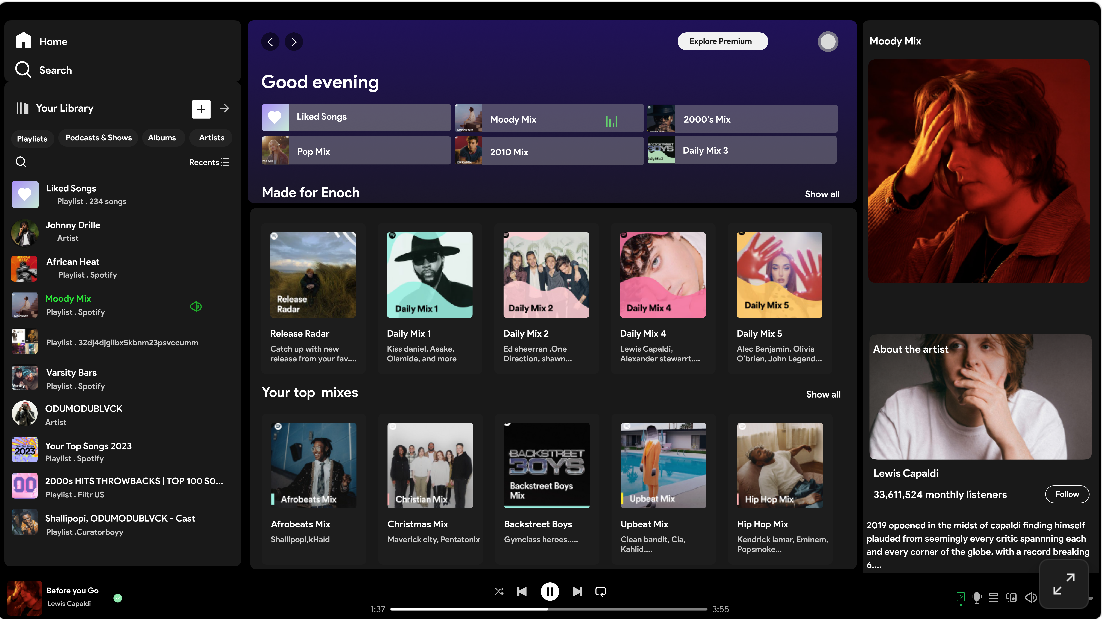 Home
Search
Your Library
Playlists
Podcasts & Shows
Albums
Artists
Recents
Liked Songs
Playlist . 234 songs
Johnny Drille
Artist
African Heat
Playlist . Spotify
Moody Mix
Playlist . Spotify
Varsity Bars
Playlist . Spotify
ODUMODUBLVCK
Artist
2023
Your Top Songs 2023
Playlist . Spotify
00
2000s HITS THROWBACKS | TOP 100 SO...
Playlist . Filtr US
Shallipopi, ODUMODUBLVCK - Cast
Playlist .Curatorbayy
Explore Premium
Good evening
Liked Songs
Moody Mix
2000's Mix
Pop Mix
2010 Mix
Daily Mix 3
Made for Enoch
Show all
Release
Radar
Daily Mix 1
Daily Mix 2
Daily Mix 4
Daily Mix 5
Release Radar
Catch up with new
release from your fav....
Daily Mix 1
Kiss daniel, Asake,
Olamide, and more
Daily Mix 2
Ed sheerran .One
Direction, shawn...
Daily Mix 4
Lewis Capaldi,
Alexander stewarrt,...
Daily Mix 5
Alec Benjamin, Olivia
O'brien, John Legend...
Your top mixes
Show all
Afrobeats Mix
Christian Mix
BACKSTREET
BOYS
Backstreet Boys
Mix
Upbeat Mix
Hip Hop Mix
Afrobeats Mix
Shallipopi,kHaid
Christmas Mix
Maverick city, Pentatonix
Backstreet Boys
Gymclass heroes.....
Upbeat Mix
Clean bandit, Cia,
Kahlid....
Hip Hop Mix
Kendrick lamar, Eminem,
Popsmoke...
Moody Mix
About the artist
Lewis Capaldi
33,611,524 monthly listeners
Follow
2019 opoened in the midst of capaldi finding himself
plauded from seemingly every critic spannning each
and every corner of the globe, with a record breaking
6....
Before you Go
Lewis Capaldi
1:37
3:55